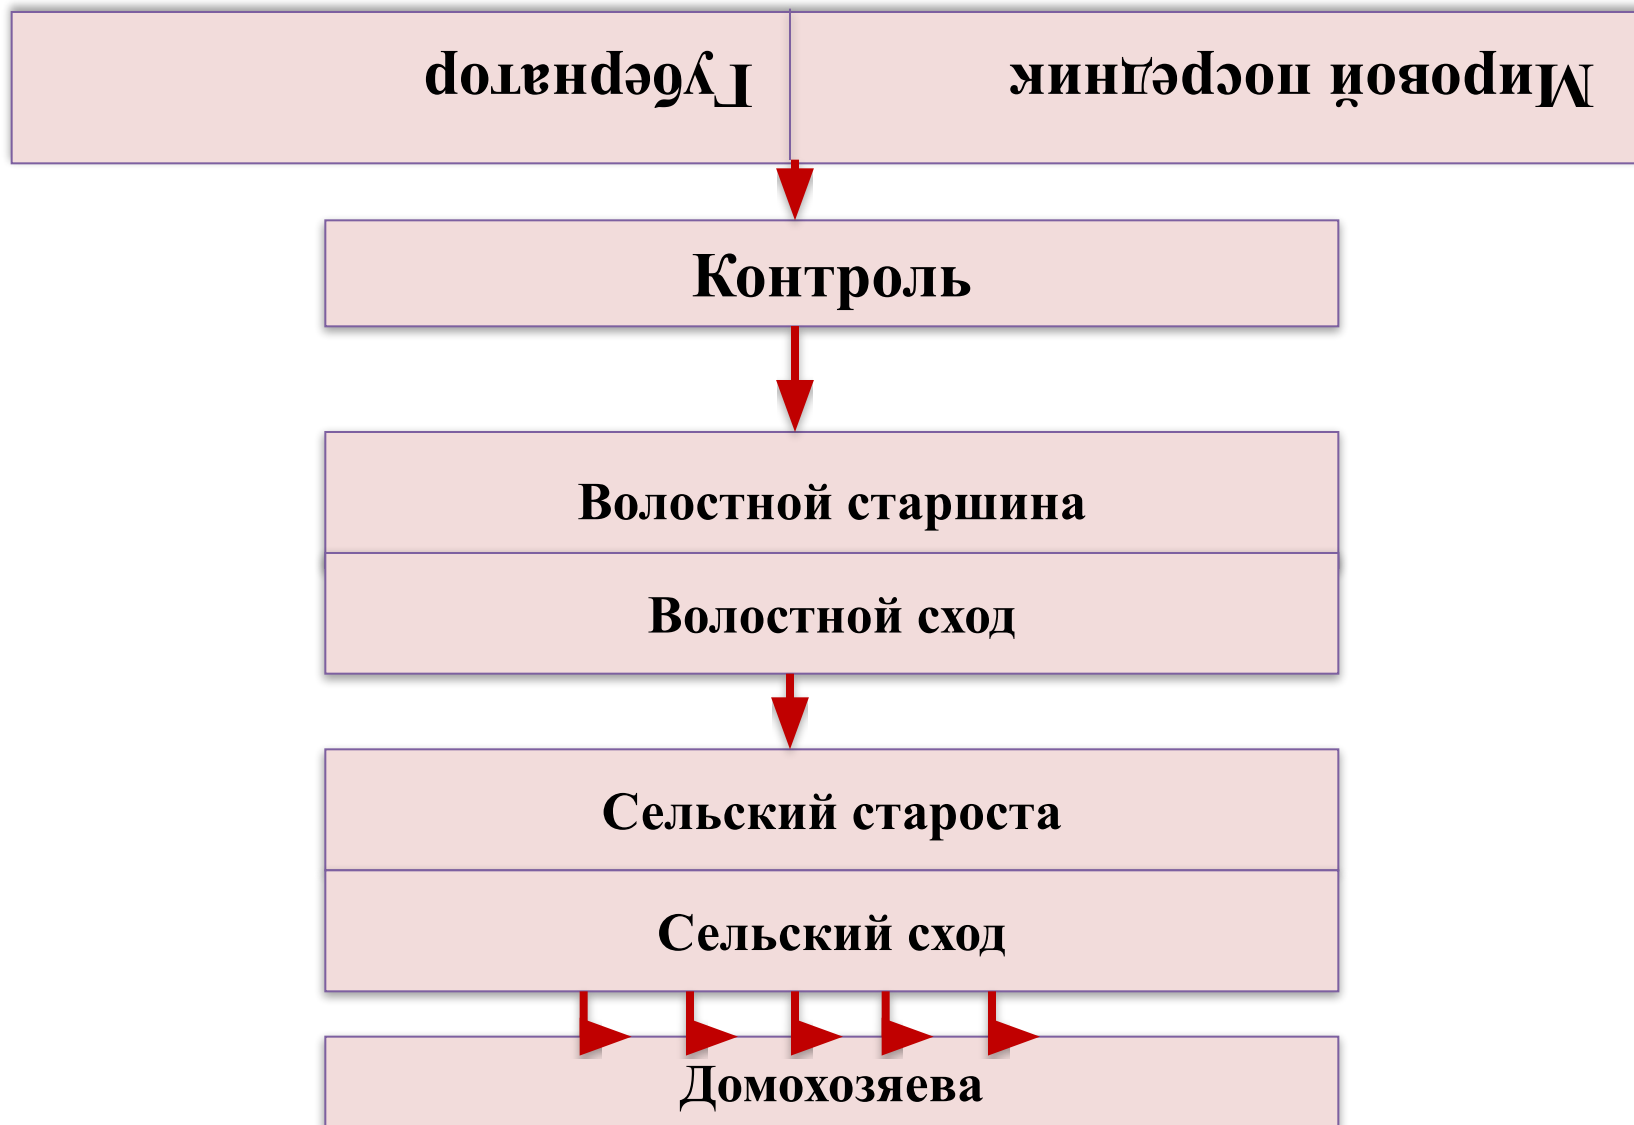 Губернатор
Мировой посредник
Контроль
Волостной старшина
Волостной сход
Сельский староста
Сельский сход
Домохозяева